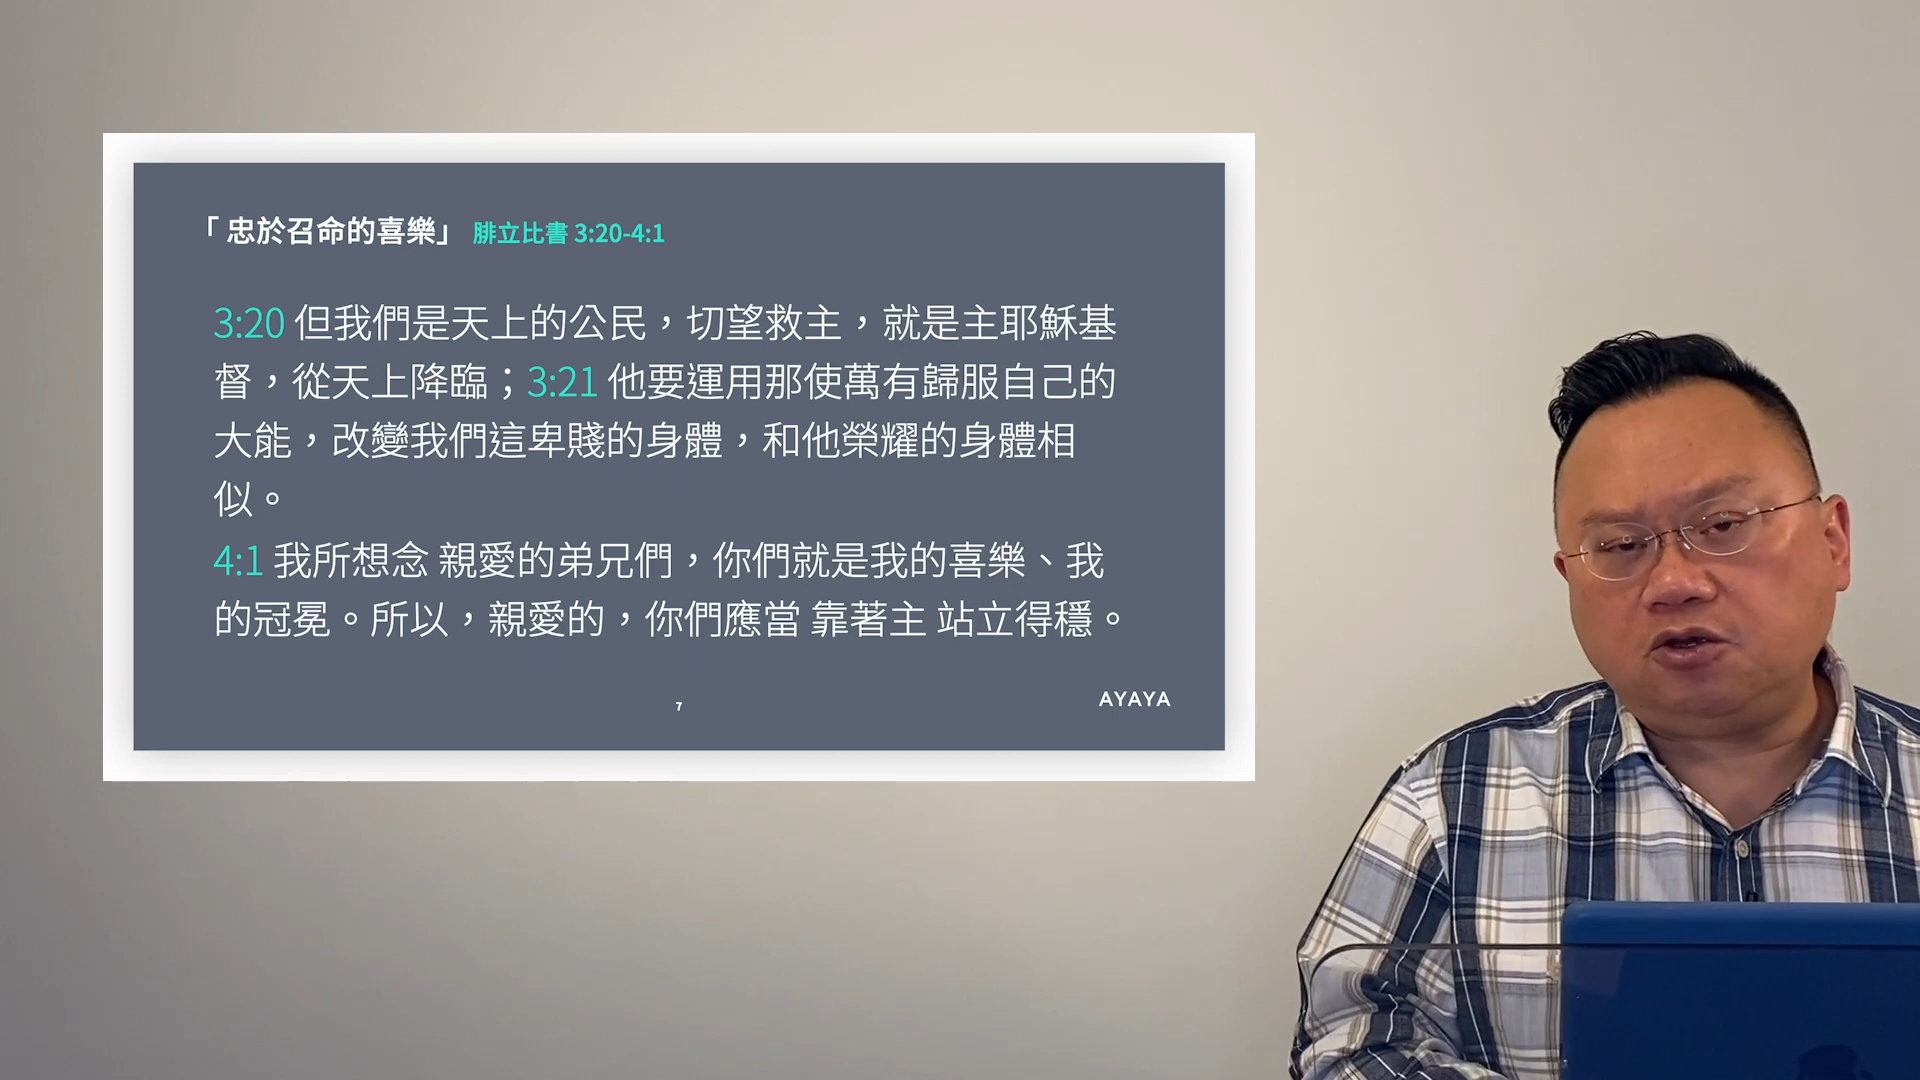 「 忠於召命的喜樂」 腓立比書 3:20-4:1
3:20 但我們是天上的公民，切望救主，就是主耶穌基
督，從天上降臨；3:21 他要運用那使萬有歸服自己的
大能，改變我們這卑賤的身體，和他榮耀的身體相
似。
4:1 我所想念 親愛的弟兄們，你們就是我的喜樂、我
的冠冕。所以，親愛的，你們應當 靠著主 站立得穩。
7
AYAYA